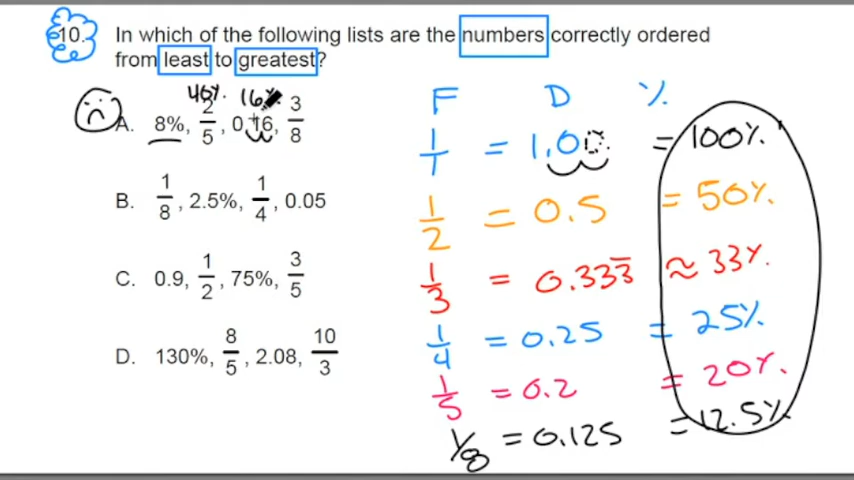 10. In which of the following lists are the numbers correctly ordered
from least to greatest?
40%. 16%
A. 8%, 2/5, 0.16, 3/8
B. 1/8, 2.5%, 1/4, 0.05
C. 0.9, 1/2, 75%, 3/5
D. 130%, 8/5, 2.08, 10/3
F D %
1/1 = 1.00 = 100%
1/2 = 0.5 = 50%
1/3 = 0.333̅ ≈ 33%
1/4 = 0.25 = 25%
1/5 = 0.2 = 20%
1/8 = 0.125 = 12.5%